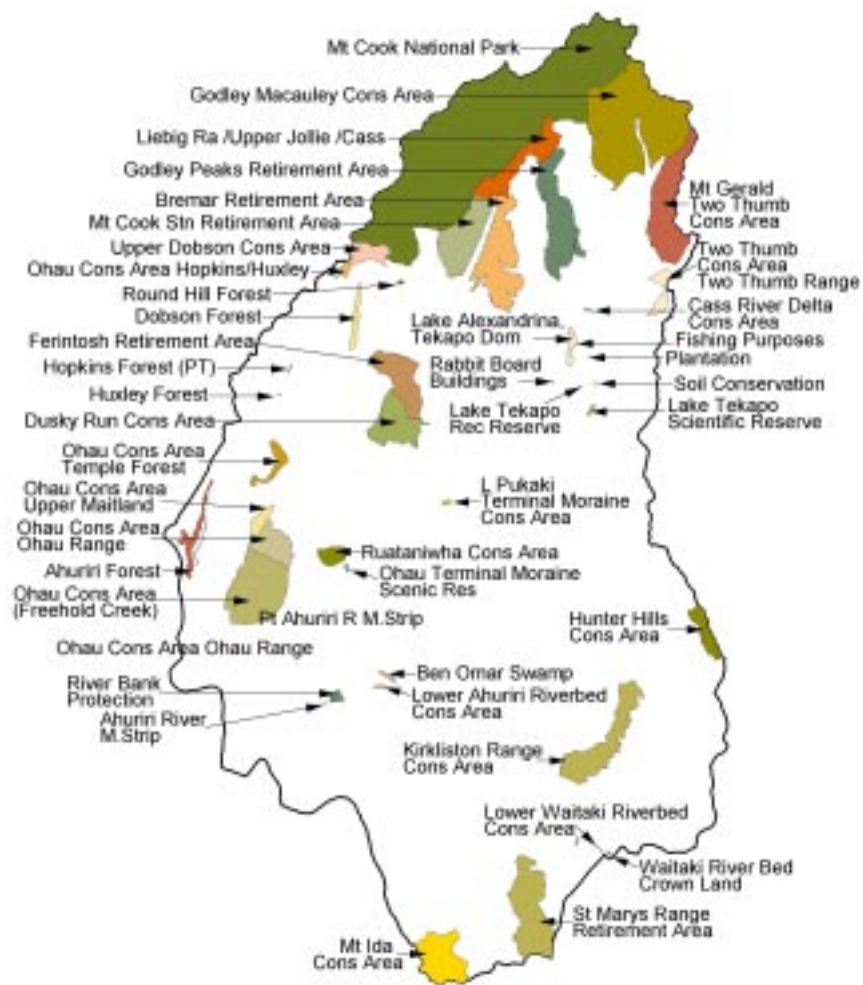 Mt Cook National Park
Godley Macauley Cons Area
Liebig Ra /Upper Jollie /Cass
Godley Peaks Retirement Area
Bremar Retirement Area
Mt Cook Stn Retirement Area
Upper Dobson Cons Area
Ohau Cons Area Hopkins/Huxley
Round Hill Forest
Dobson Forest
Ferintosh Retirement Area
Hopkins Forest (PT)
Huxley Forest
Dusky Run Cons Area
Mt Gerald
Two Thumb
Cons Area
Two Thumb
Cons Area
Two Thumb Range
Cass River Delta
Cons Area
Lake Alexandrina
Tekapo Dom
Fishing Purposes
Plantation
Rabbit Board
Buildings
Soil Conservation
Lake Tekapo
Rec Reserve
Lake Tekapo
Scientific Reserve
Ohau Cons Area
Temple Forest
Ohau Cons Area
Upper Maitland
Ohau Cons Area
Ohau Range
Ahuriri Forest
Ohau Cons Area
(Freehold Creek)
L Pukaki
Terminal Moraine
Cons Area
Ruataniwha Cons Area
Ohau Terminal Moraine
Scenic Res
Pt Ahuriri R M.Strip
Hunter Hills
Cons Area
Ohau Cons Area Ohau Range
River Bank
Protection
Ahuriri River
M.Strip
Ben Omar Swamp
Lower Ahuriri Riverbed
Cons Area
Kirkliston Range
Cons Area
Lower Waitaki Riverbed
Cons Area
Waitaki River Bed
Crown Land
St Marys Range
Retirement Area
Mt Ida
Cons Area